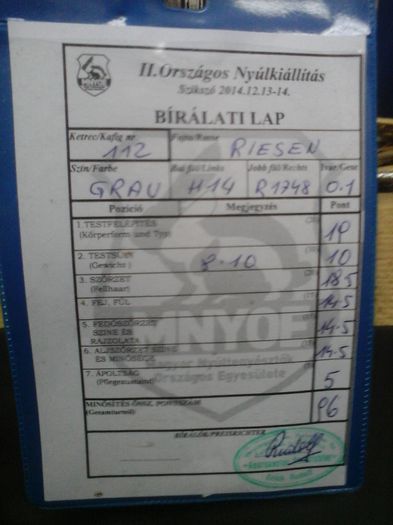 II.Országos Nyúlkiállítás
Szikszó 2014.12.13-14.
BÍRÁLATI LAP
Ketrec/Kafig nr. Fajta/Rasse
112 RIESEN
Szín/Farbe Bal fül/Links Jobb fül/Rechts Ivar/Gene
GRAU H14 R1748 0.1
Pozíció Megjegyzés Pont
1.TESTFELÉPÍTÉS
(Körperform und Typ) 19
2. TESTSÚLY
(Gewicht) 8.10 10
3. SZŐRZET
(Fellhaar) 18.5
4. FEJ, FÜL 14.5
5. FEDŐSZŐRZET
SZÍNE ÉS
RAJZOLATA 14.5
6. ALJSZŐRZET SZÍNE
ÉS MINŐSÉGE 14.5
7. ÁPOLTSÁG
(Pflegezustand) 5
MINŐSÍTÉS-ÖSSZ. PONTSZÁM
(Gesamturteil) 96
MNYOE
Magyar Nyúltenyésztők
Országos Egyesülete
BÍRÁLÓK/PREISRICHTER